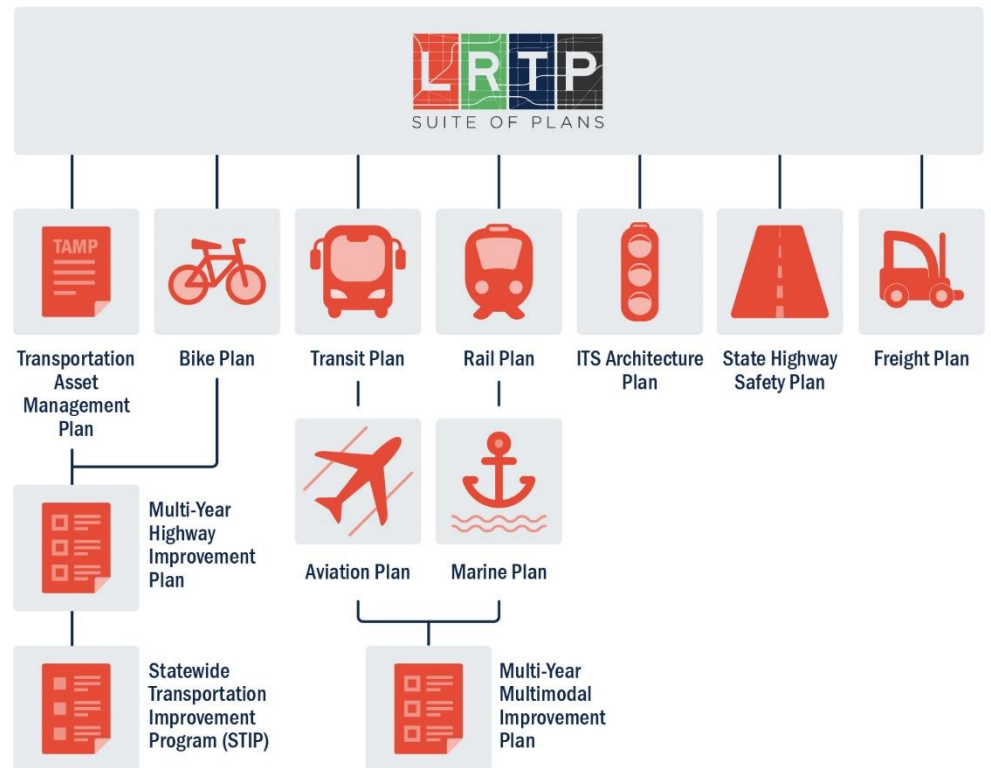 LRTP
SUITE OF PLANS
TAMP
Transportation
Asset
Management
Plan
Bike Plan
Transit Plan
Rail Plan
ITS Architecture
Plan
State Highway
Safety Plan
Freight Plan
Multi-Year
Highway
Improvement
Plan
Aviation Plan
Marine Plan
Statewide
Transportation
Improvement
Program (STIP)
Multi-Year
Multimodal
Improvement
Plan